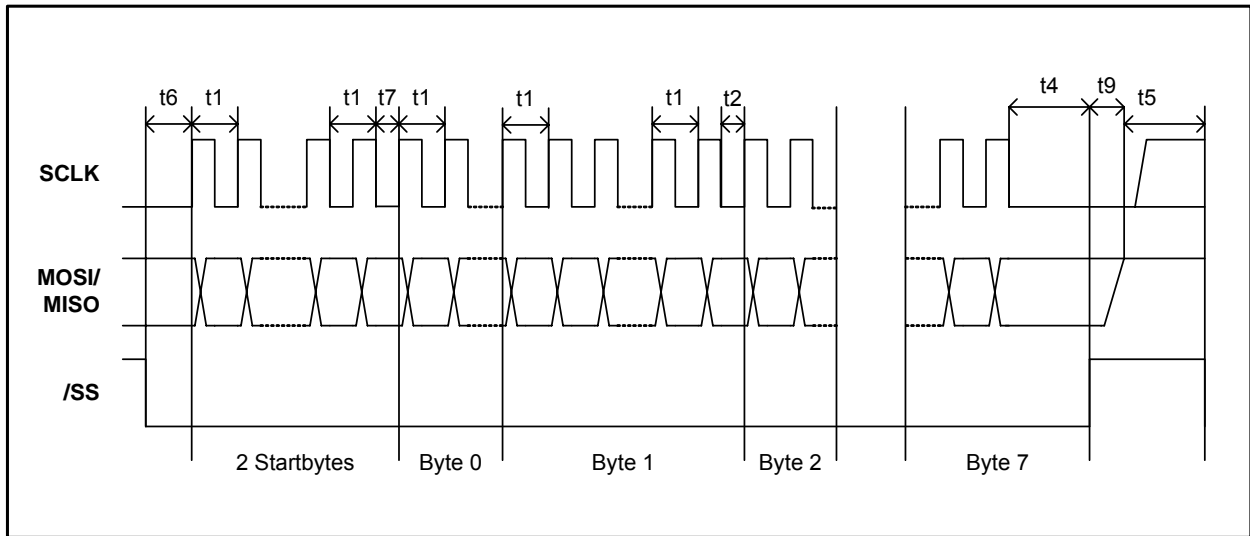 t6 t1 t1 t7 t1 t1 t1 t2 t4 t9 t5
SCLK
MOSI/
MISO
/SS
2 Startbytes Byte 0 Byte 1 Byte 2 Byte 7